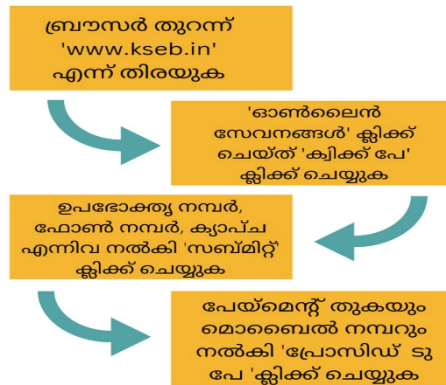 ബ്രൗസർ തുറന്ന്
'www.kseb.in'
എന്ന് തിരയുക
'ഓൺലൈൻ
സേവനങ്ങൾ' ക്ലിക്ക്
ചെയ്ത് 'ക്വിക്ക് പേ'
ക്ലിക്ക് ചെയ്യുക
ഉപഭോക്തൃ നമ്പർ,
ഫോൺ നമ്പർ, ക്യാപ്ച
എന്നിവ നൽകി 'സബ്മിറ്റ്'
ക്ലിക്ക് ചെയ്യുക
പേയ്മെന്റ് തുകയും
മൊബൈൽ നമ്പറും
നൽകി 'പ്രോസിഡ് ടു
പേ 'ക്ലിക്ക് ചെയ്യുക